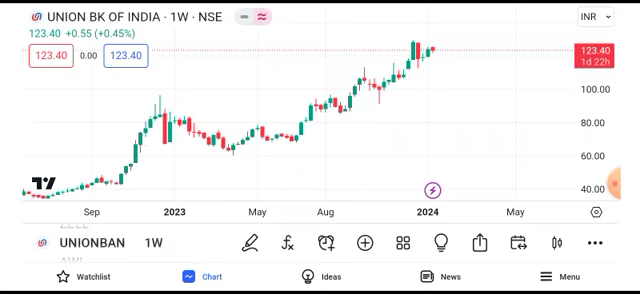 UNION BK OF INDIA · 1W · NSE
INR
123.40 +0.55 (+0.45%)
123.40 0.00 123.40
123.40
1d 22h
100.00
80.00
60.00
40.00
Sep 2023 May Aug 2024 May
UNIONBAN 1W
Watchlist Chart Ideas News Menu